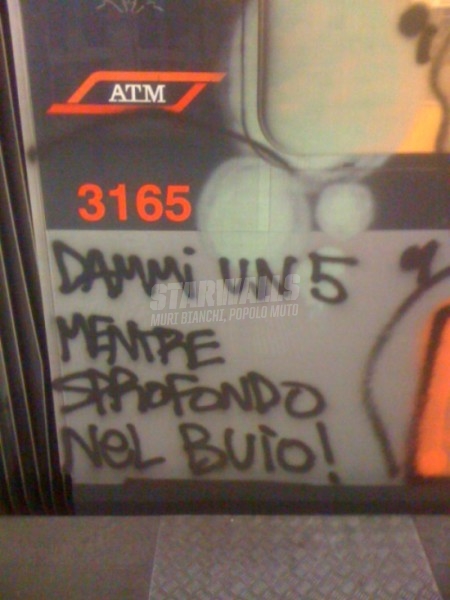 ATM
3165
DAMMi UN 5
STARWALLS
MURI BIANCHI, POPOLO MUTO
MENTRE
SPROFONDO
NeL BUiO!